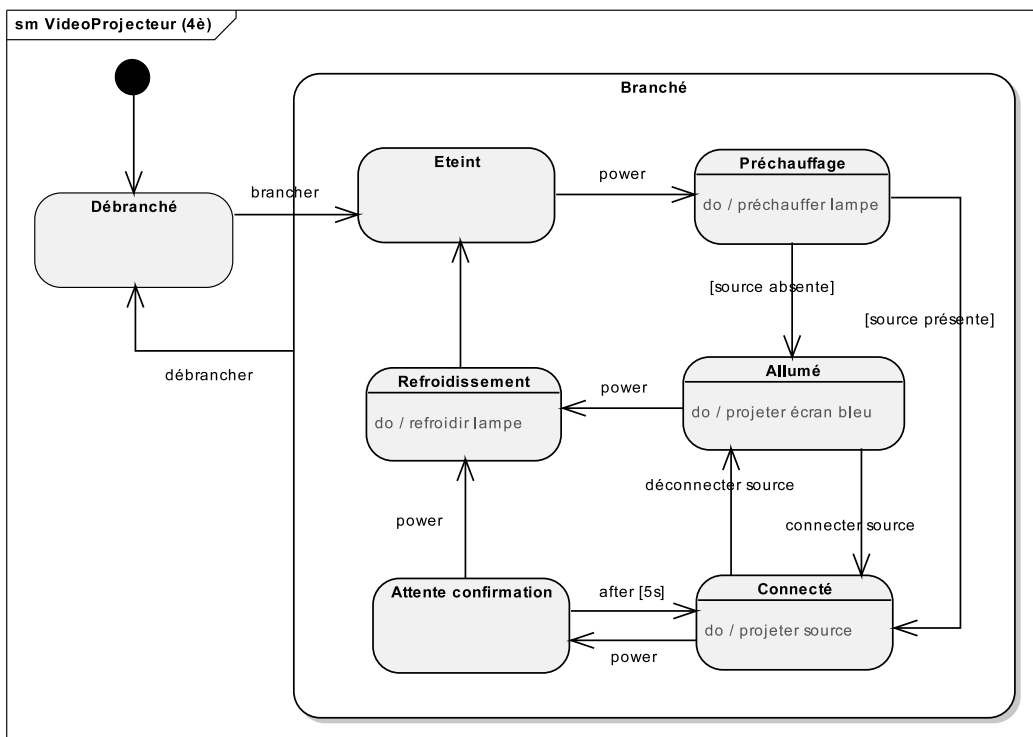 sm VideoProjecteur (4è)
Branché
Eteint
power
Préchauffage
do / préchauffer lampe
Débranché
brancher
[source absente]
[source présente]
débrancher
Refroidissement
do / refroidir lampe
power
Allumé
do / projeter écran bleu
déconnecter source
connecter source
power
Attente confirmation
after [5s]
power
Connecté
do / projeter source